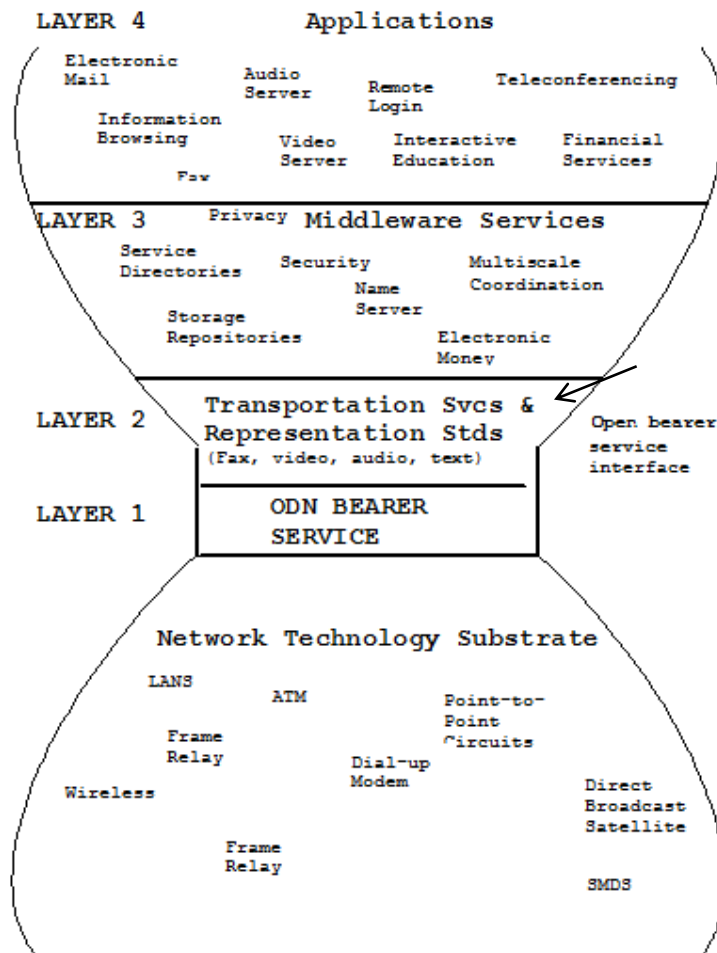 LAYER 4 Applications
Electronic
Mail
Audio
Server
Remote
Login
Teleconferencing
Information
Browsing
Video
Server
Interactive
Education
Financial
Services
Fax
LAYER 3 Privacy Middleware Services
Service
Directories
Security
Name
Server
Multiscale
Coordination
Storage
Repositories
Electronic
Money
LAYER 2
Transportation Svcs &
Representation Stds
(Fax, video, audio, text)
Open bearer
service
interface
LAYER 1
ODN BEARER
SERVICE
Network Technology Substrate
LANS
ATM
Point-to-
Point
Circuits
Frame
Relay
Dial-up
Modem
Wireless
Direct
Broadcast
Satellite
Frame
Relay
SMDS